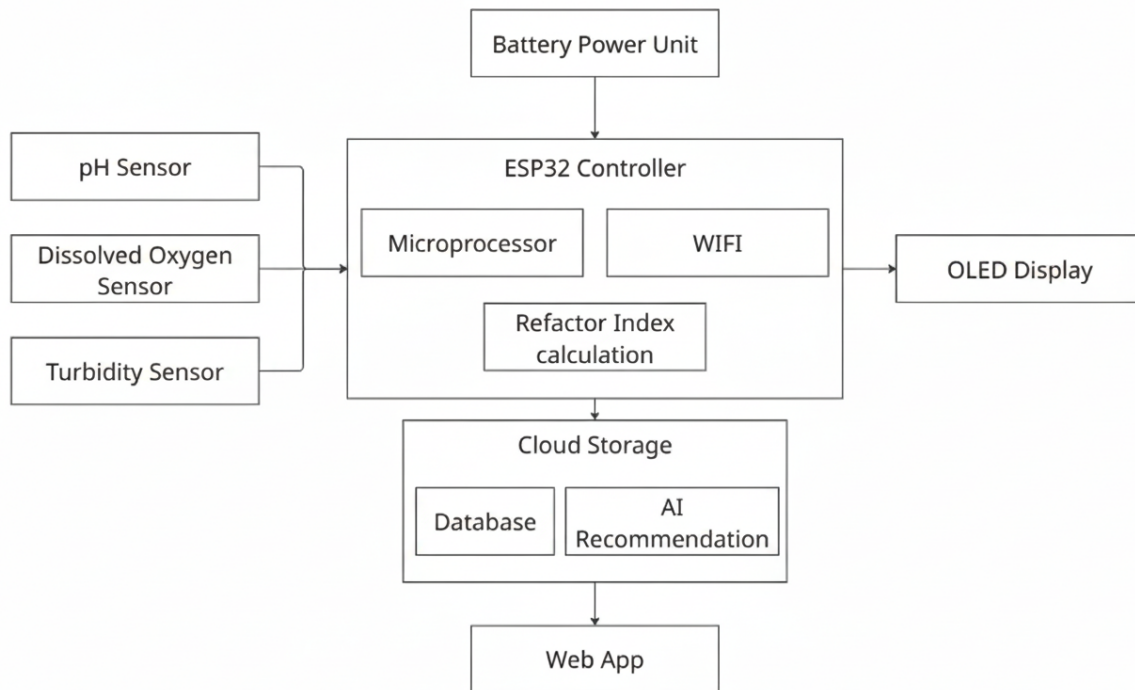 Battery Power Unit
pH Sensor
Dissolved Oxygen
Sensor
Turbidity Sensor
ESP32 Controller
Microprocessor
WIFI
Refactor Index
calculation
OLED Display
Cloud Storage
Database
AI
Recommendation
Web App